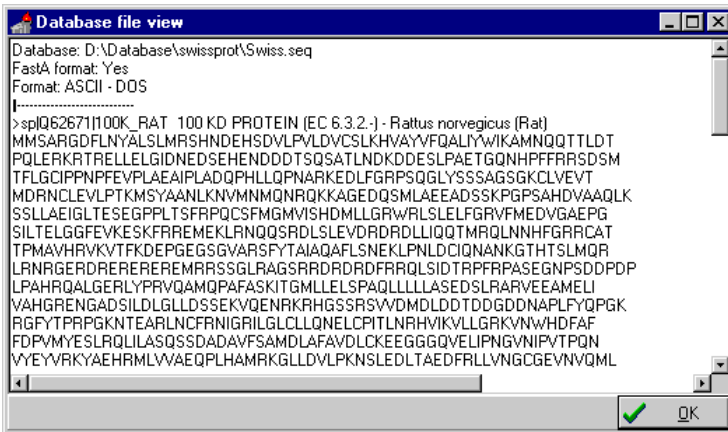 Database file view
Database: D:\Database\swissprot\Swiss.seq
FastA format: Yes
Format: ASCII - DOS
----------------------------
>sp|Q62671|100K_RAT  100 KD PROTEIN (EC 6.3.2.-) - Rattus norvegicus (Rat)
MMSARGDFLNYALSLMRSHNDEHSDVLPVLDVCSLKHVAYVFQALIYWIKAMNQQTTLDT
PQLERKRTRELLELGIDNEDSEHENDDDTSQSATLNDKDDESLPAETGQNHPFFRRSDSM
TFLGCIPPNPFEVPLAEAIPLADQPHLLQPNARKEDLFGRPSQGLYSSSAGSGKCLVEVT
MDRNCLEVLPTKMSYAANLKNVMNMQNRQKKAGEDQSMLAEEADSSKPGPSAHDVAAQLK
SSLLAEIGLTESEGPPLTSFRPQCSFMGMVISHDMLLGRWRLSLELFGRVFMEDVGAEPG
SILTELGGFEVKESKFRREMEKLRNQQSRDLSLEVDRDRDLLIQQTMRQLNNHFGRRCAT
TPMAVHRVKVTFKDEPGEGSGVARSFYTAIAQAFLSNEKLPNLDCIQNANKGTHTSLMQR
LRNRGERDREREREREMRRSSGLRAGSRRDRDRDFRRQLSIDTRPFRPASEGNPSDDPDP
LPAHRQALGERLYPRVQAMQPAFASKITGMLLELSPAQLLLLLASEDSLRARVEEAMELI
VAHGRENGADSILDLGLLDSSEKVQENRKRHGSSRSVVDMDLDDTDDGDDNAPLFYQPGK
RGFYTPRPGKNTEARLNCFRNIGRILGLCLLQNELCPITLNRHVIKVLLGRKVNWHDFAF
FDPVMYESLRQLILASQSSDADAVFSAMDLAFAVDLCKEEGGGQVELIPNGVNIPVTPQN
VYEYVRKYAEHRMLVVAEQPLHAMRKGLLDVLPKNSLEDLTAEDFRLLVNGCGEVNVQML
OK